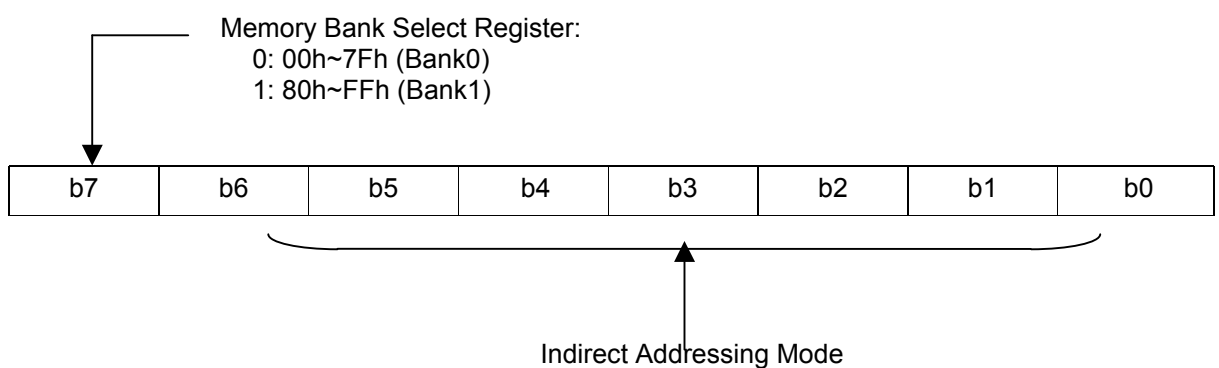 Memory Bank Select Register:
0: 00h~7Fh (Bank0)
1: 80h~FFh (Bank1)
b7 b6 b5 b4 b3 b2 b1 b0
Indirect Addressing Mode